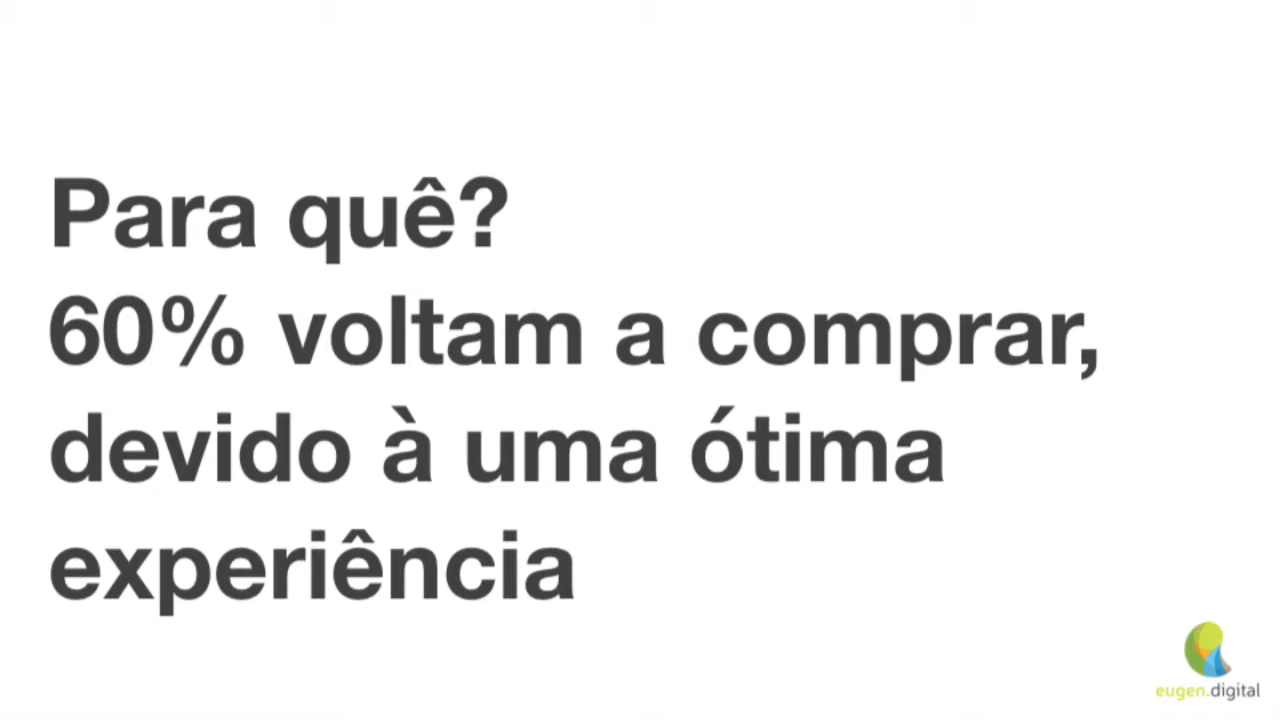 Para quê?
60% voltam a comprar,
devido à uma ótima
experiência
eugen.digital